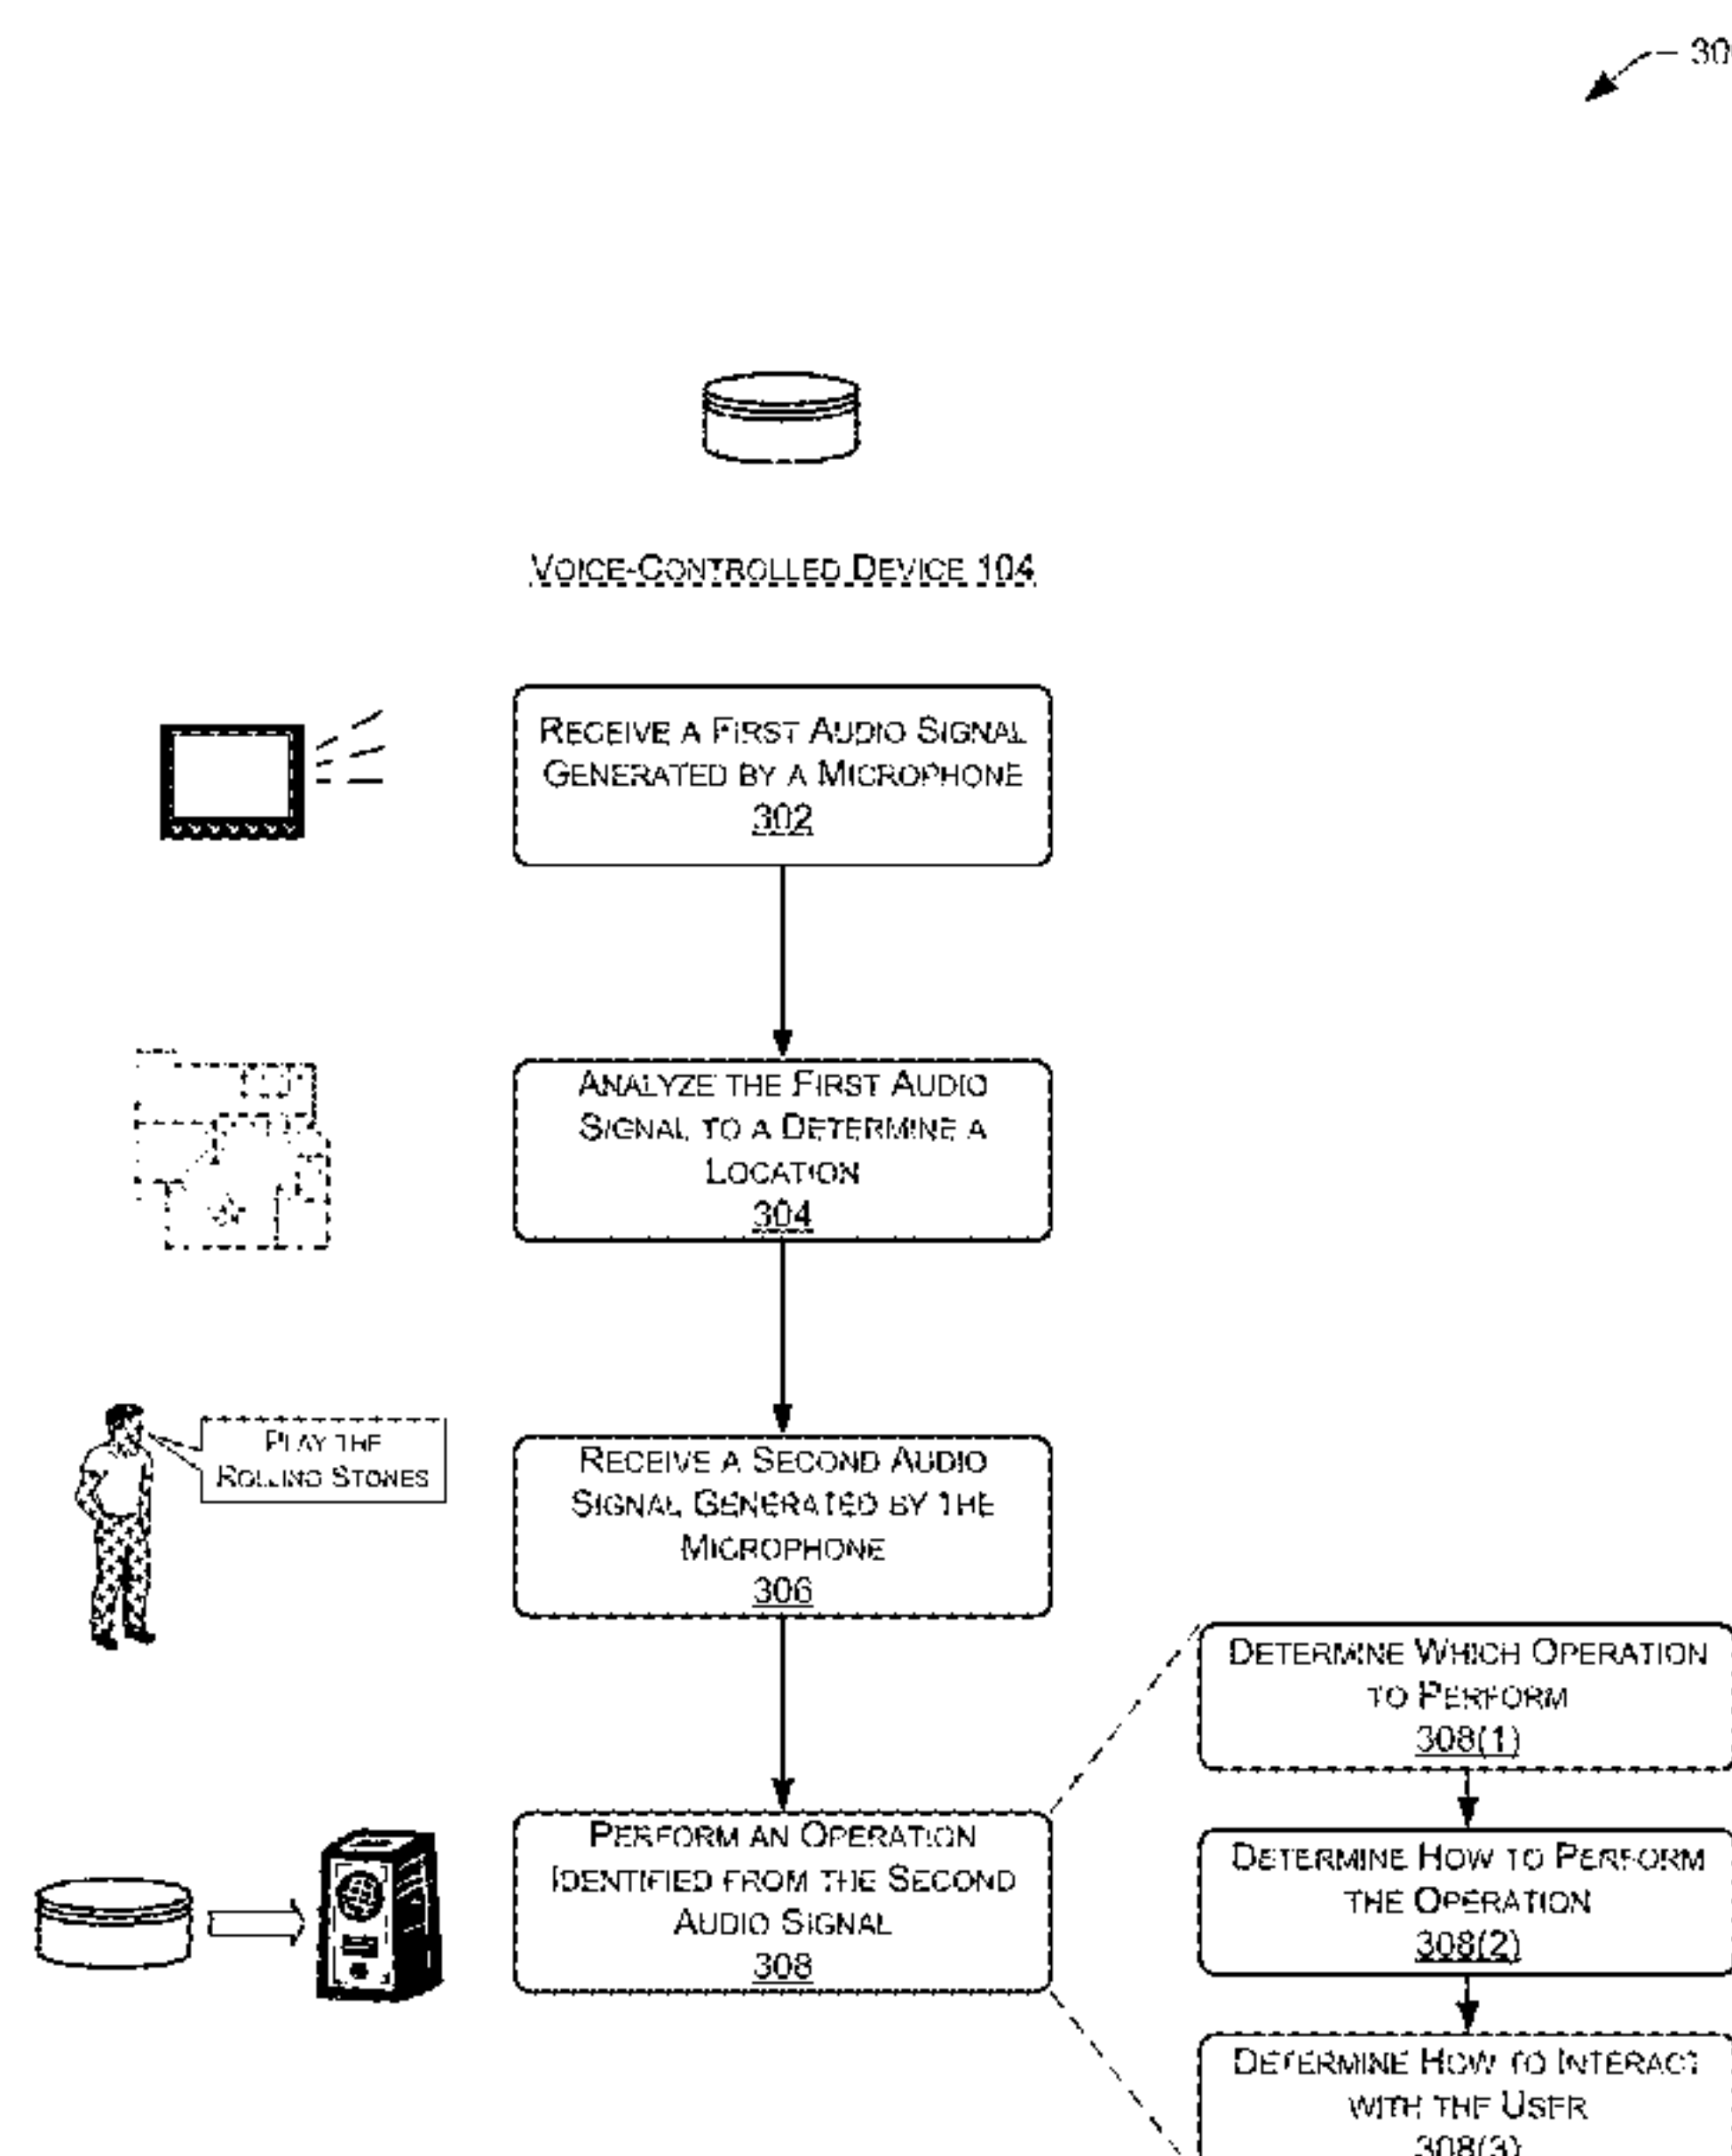 30
VOICE-CONTROLLED DEVICE 104
RECEIVE A FIRST AUDIO SIGNAL
GENERATED BY A MICROPHONE
302
ANALYZE THE FIRST AUDIO
SIGNAL TO A DETERMINE A
LOCATION
304
PLAY THE
ROLLING STONES
RECEIVE A SECOND AUDIO
SIGNAL GENERATED BY THE
MICROPHONE
306
PERFORM AN OPERATION
IDENTIFIED FROM THE SECOND
AUDIO SIGNAL
308
DETERMINE WHICH OPERATION
TO PERFORM
308(1)
DETERMINE HOW TO PERFORM
THE OPERATION
308(2)
DETERMINE HOW TO INTERACT
WITH THE USER
308(3)